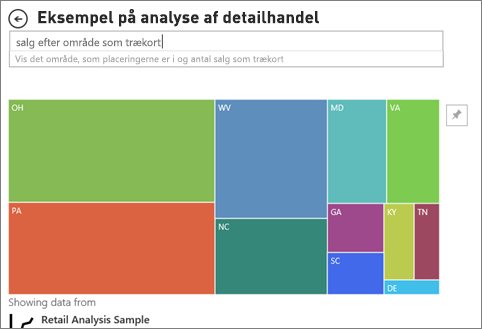 Eksempel på analyse af detailhandel
salg efter område som trækort
Vis det område, som placeringerne er i og antal salg som trækort
OH
WV
MD
VA
PA
NC
GA
KY
TN
SC
DE
Showing data from
Retail Analysis Sample